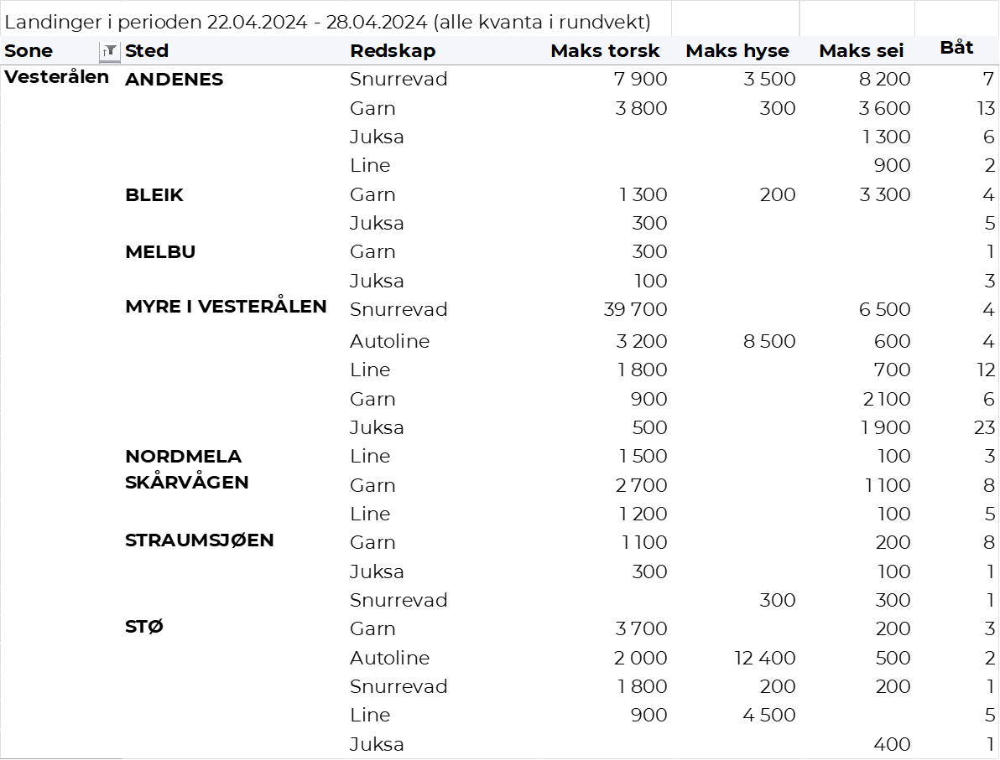 Landinger i perioden 22.04.2024 - 28.04.2024 (alle kvanta i rundvekt)
Sone Sted Redskap Maks torsk Maks hyse Maks sei Båt
Vesterålen ANDENES Snurrevad 7 900 3 500 8 200 7
Garn 3 800 300 3 600 13
Juksa 1 300 6
Line 900 2
BLEIK Garn 1 300 200 3 300 4
Juksa 300 5
MELBU Garn 300 1
Juksa 100 3
MYRE I VESTERÅLEN Snurrevad 39 700 6 500 4
Autoline 3 200 8 500 600 4
Line 1 800 700 12
Garn 900 2 100 6
Juksa 500 1 900 23
NORDMELA Line 1 500 100 3
SKÅRVÅGEN Garn 2 700 1 100 8
Line 1 200 100 5
STRAUMSJØEN Garn 1 100 200 8
Juksa 300 100 1
Snurrevad 300 300 1
STØ Garn 3 700 200 3
Autoline 2 000 12 400 500 2
Snurrevad 1 800 200 200 1
Line 900 4 500 5
Juksa 400 1